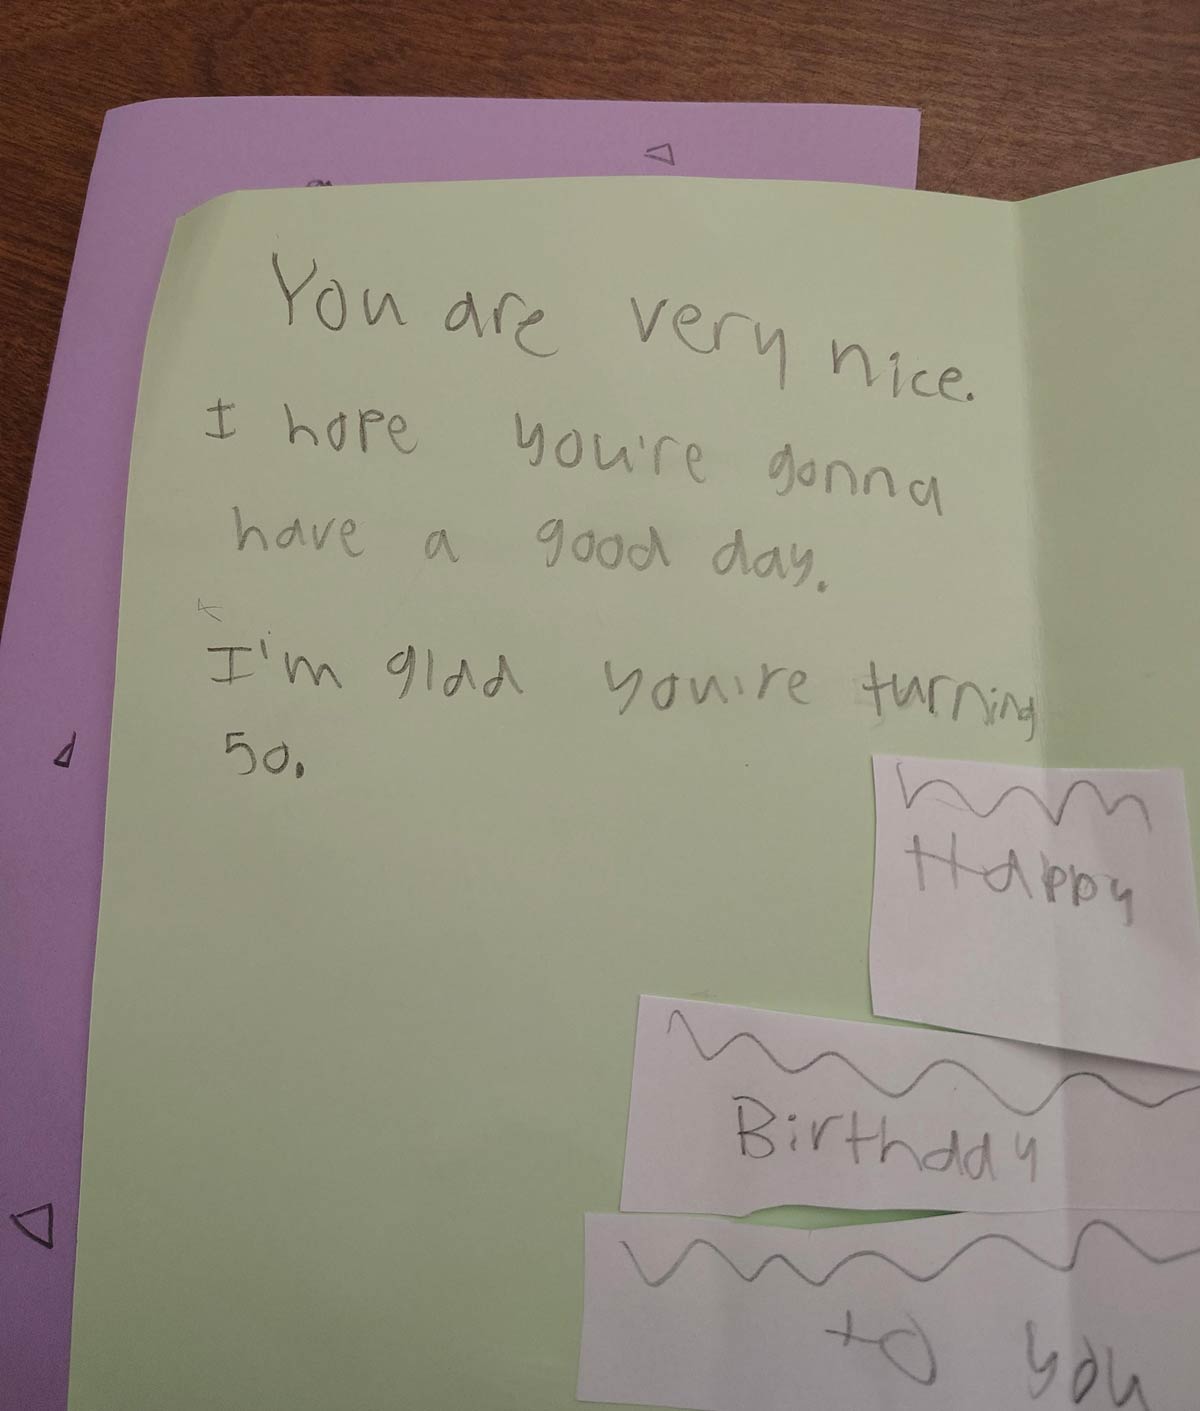 You are very nice.
I hope you're gonna
have a good day.
I'm glad you're turning
50.
Happy
Birthday
to you